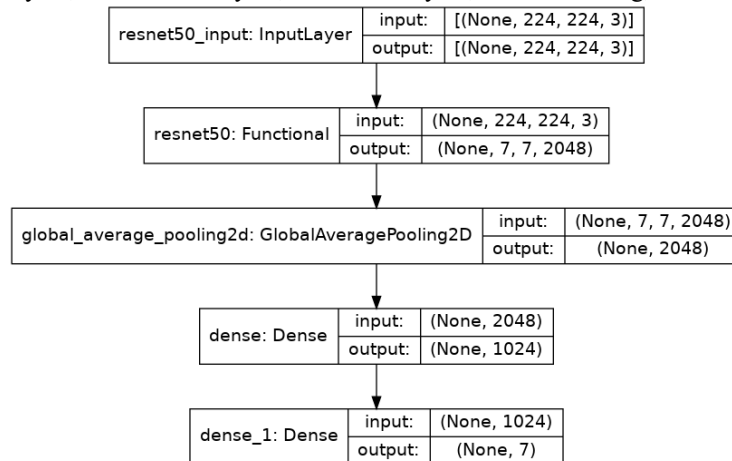 resnet50_input: InputLayer
input: [(None, 224, 224, 3)]
output: [(None, 224, 224, 3)]
resnet50: Functional
input: (None, 224, 224, 3)
output: (None, 7, 7, 2048)
global_average_pooling2d: GlobalAveragePooling2D
input: (None, 7, 7, 2048)
output: (None, 2048)
dense: Dense
input: (None, 2048)
output: (None, 1024)
dense_1: Dense
input: (None, 1024)
output: (None, 7)